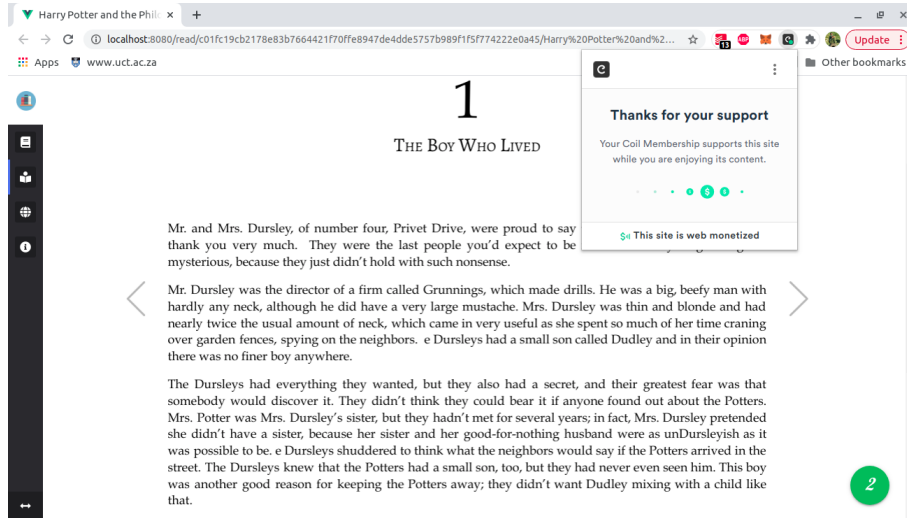 Harry Potter and the Phil
localhost:8080/read/c01fc19cb2178e83b7664421f70ffe8947de4dde5757b989f1f5f774222e0a45/Harry%20Potter%20and%2...
13
ABP
Update
Apps
www.uct.ac.za
Other bookmarks
Thanks for your support
Your Coil Membership supports this site
while you are enjoying its content.
This site is web monetized
1
The Boy Who Lived
Mr. and Mrs. Dursley, of number four, Privet Drive, were proud to say
thank you very much. They were the last people you'd expect to be
mysterious, because they just didn't hold with such nonsense.
Mr. Dursley was the director of a firm called Grunnings, which made drills. He was a big, beefy man with
hardly any neck, although he did have a very large mustache. Mrs. Dursley was thin and blonde and had
nearly twice the usual amount of neck, which came in very useful as she spent so much of her time craning
over garden fences, spying on the neighbors. e Dursleys had a small son called Dudley and in their opinion
there was no finer boy anywhere.
The Dursleys had everything they wanted, but they also had a secret, and their greatest fear was that
somebody would discover it. They didn't think they could bear it if anyone found out about the Potters.
Mrs. Potter was Mrs. Dursley's sister, but they hadn't met for several years; in fact, Mrs. Dursley pretended
she didn't have a sister, because her sister and her good-for-nothing husband were as unDursleyish as it
was possible to be. e Dursleys shuddered to think what the neighbors would say if the Potters arrived in the
street. The Dursleys knew that the Potters had a small son, too, but they had never even seen him. This boy
was another good reason for keeping the Potters away; they didn't want Dudley mixing with a child like
that.
2